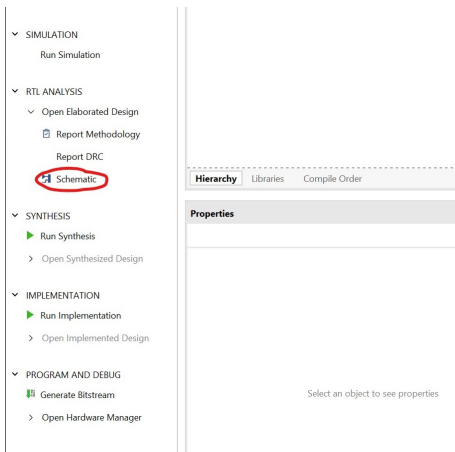 SIMULATION
Run Simulation
RTL ANALYSIS
Open Elaborated Design
Report Methodology
Report DRC
Schematic
SYNTHESIS
Run Synthesis
Open Synthesized Design
IMPLEMENTATION
Run Implementation
Open Implemented Design
PROGRAM AND DEBUG
Generate Bitstream
Open Hardware Manager
Hierarchy Libraries Compile Order
Properties
Select an object to see properties